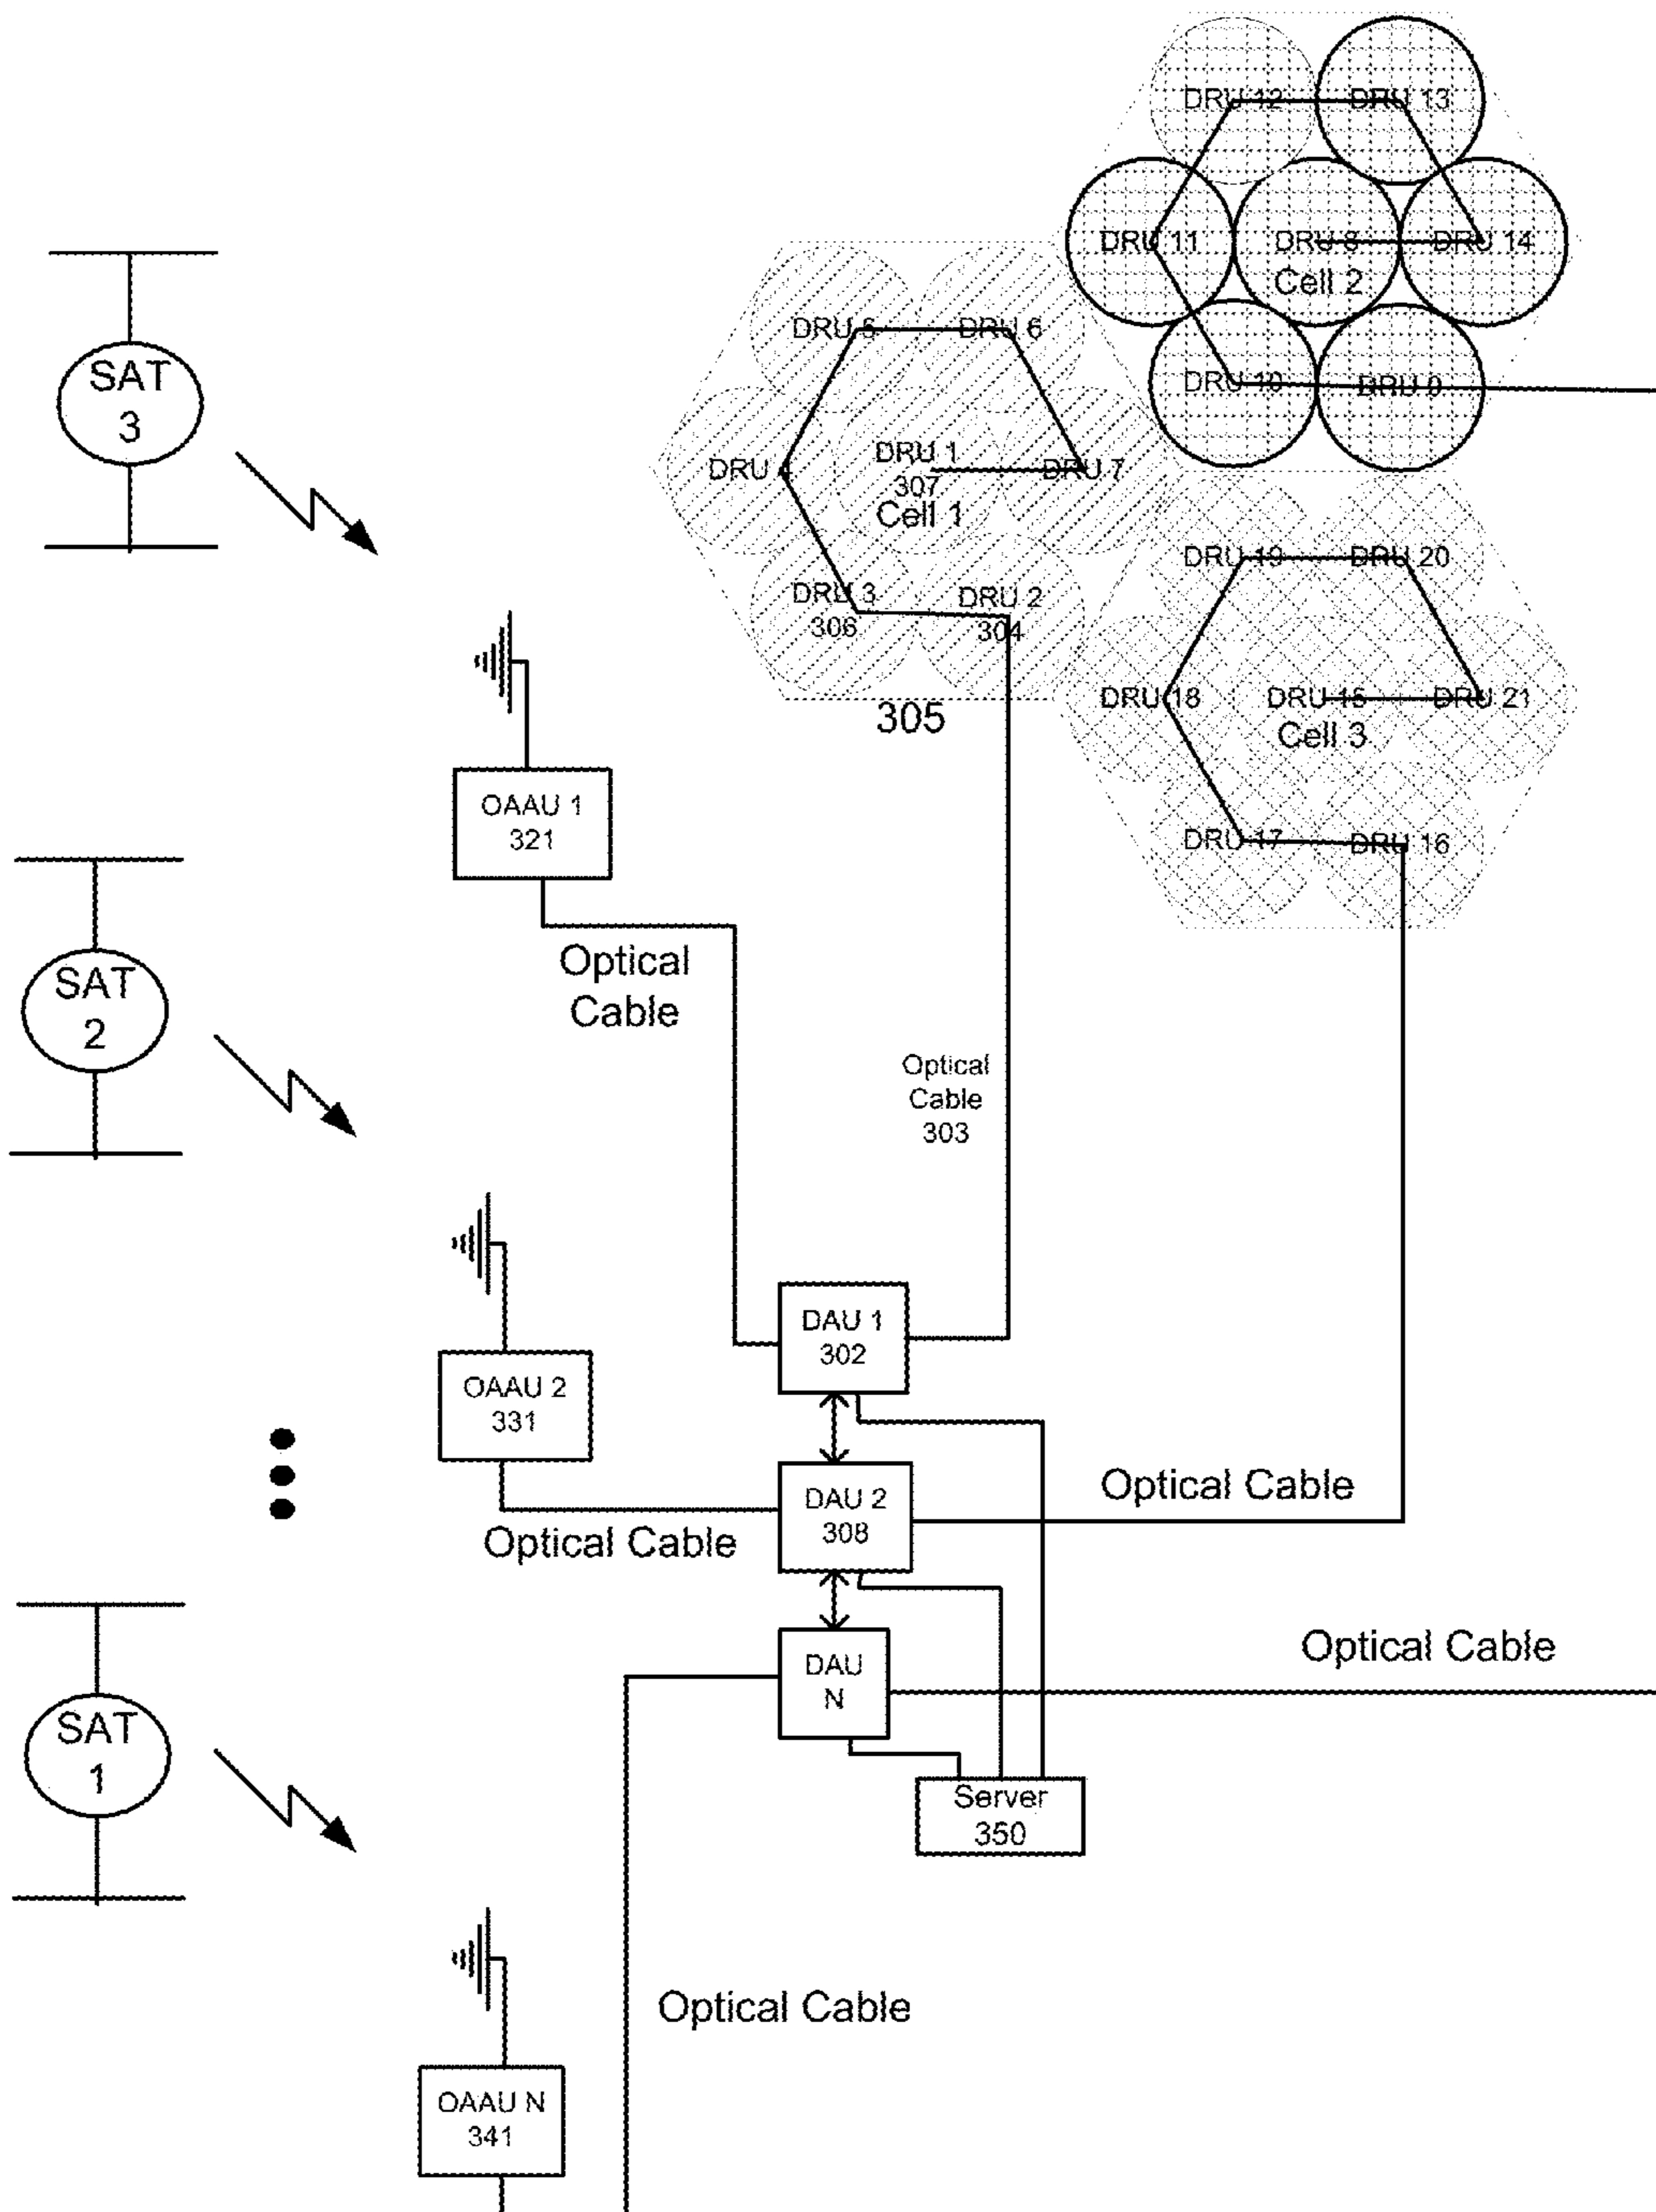 DRU 12
DRU 13
DRU 11
DRU 8
DRU 14
Cell 2
DRU 10
DRU 9
DRU 5
DRU 6
DRU 4
DRU 1
307
DRU 7
Cell 1
DRU 3
306
DRU 2
304
305
DRU 19
DRU 20
DRU 18
DRU 15
DRU 21
Cell 3
DRU 17
DRU 16
SAT
3
OAAU 1
321
Optical
Cable
SAT
2
Optical
Cable
303
DAU 1
302
OAAU 2
331
Optical Cable
DAU 2
308
Optical Cable
DAU
N
Optical Cable
SAT
1
Server
350
Optical Cable
OAAU N
341